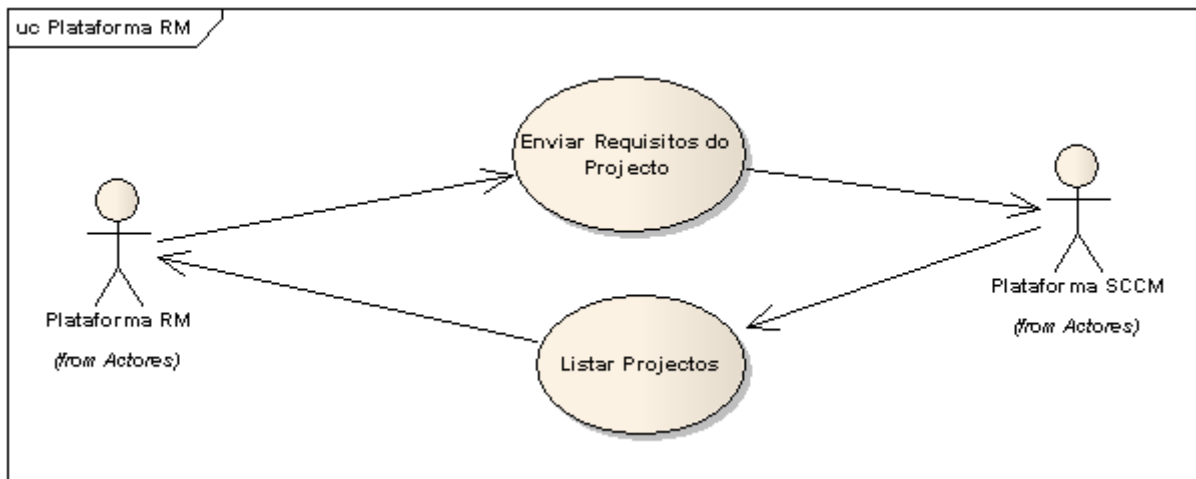 uc Plataforma RM
Enviar Requisitos do
Projecto
Plataforma RM
(from Actores)
Plataforma SCCM
(from Actores)
Listar Projectos